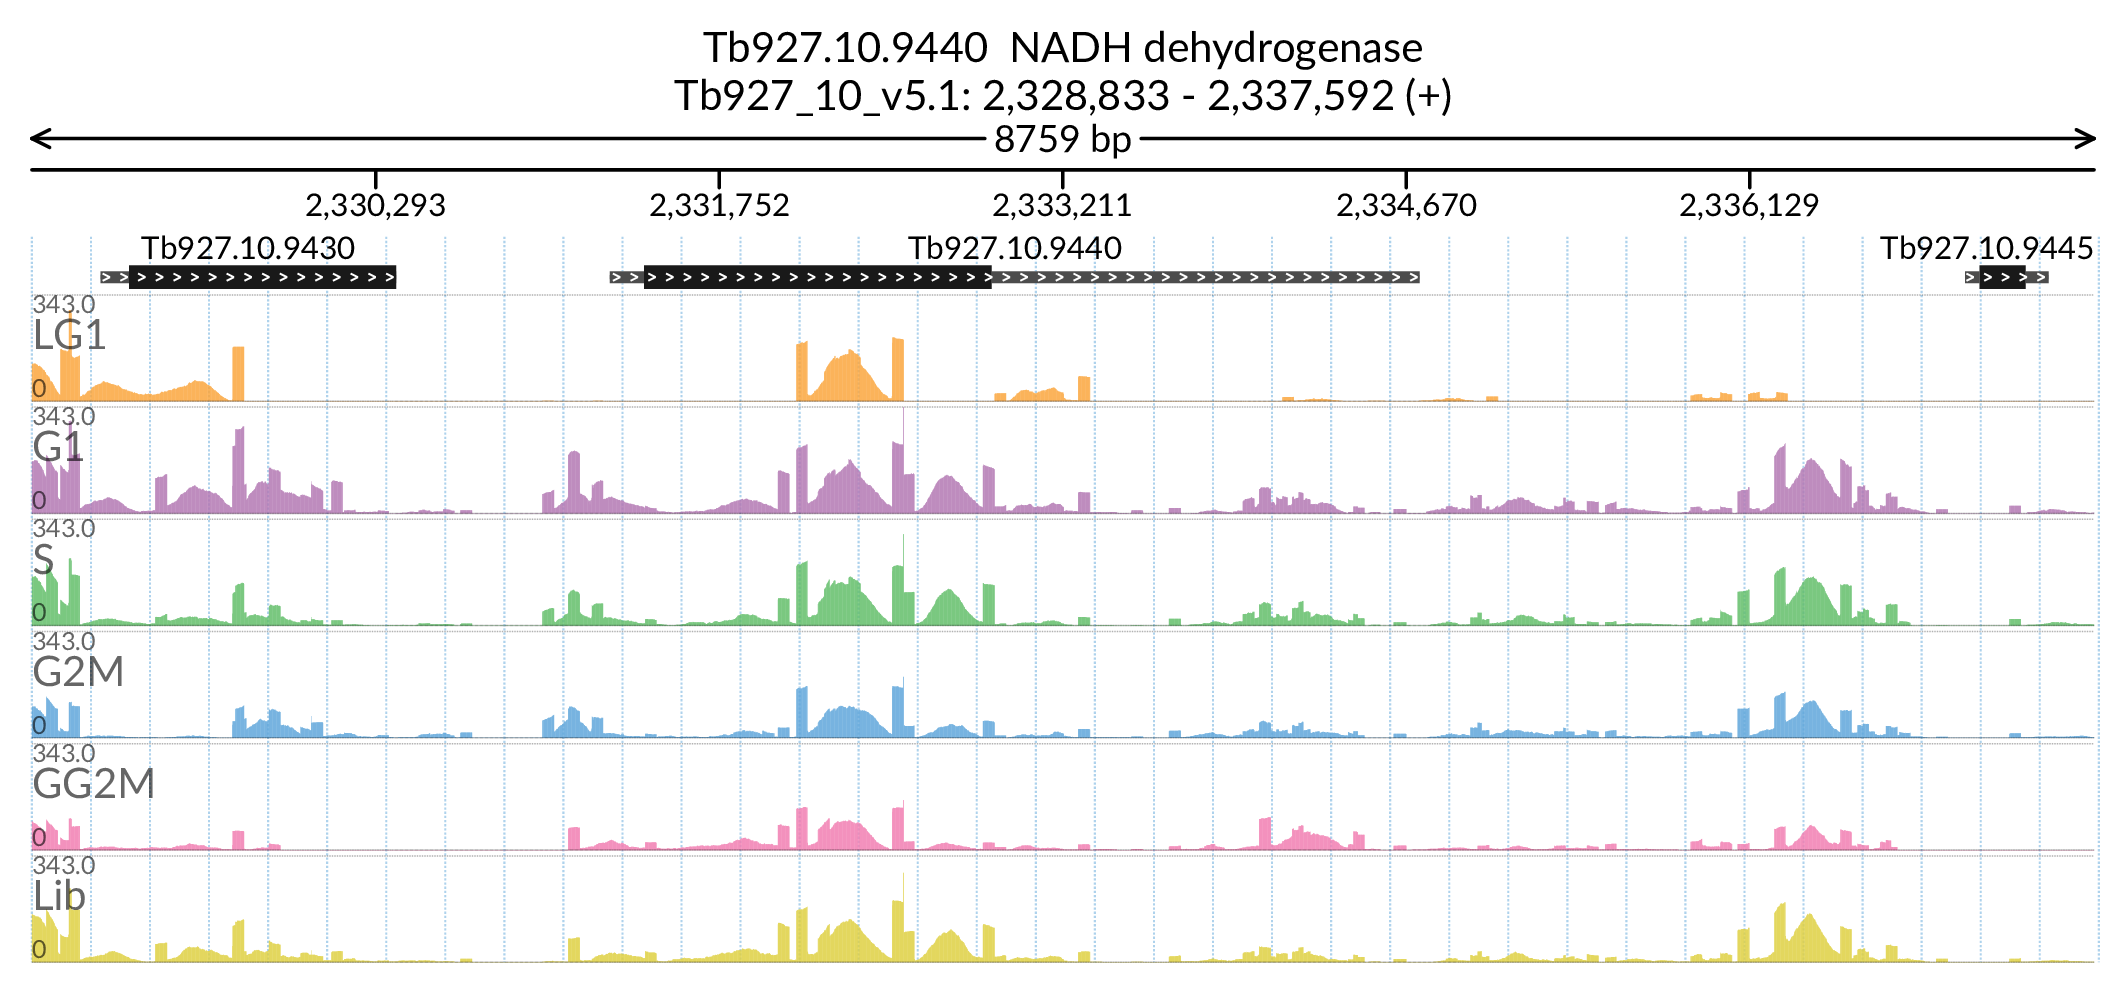 Tb927.10.9440  NADH dehydrogenase
Tb927_10_v5.1: 2,328,833 - 2,337,592 (+)
8759 bp
2,330,293 2,331,752 2,333,211 2,334,670 2,336,129
Tb927.10.9430 Tb927.10.9440 Tb927.10.9445
343.0
LG1
0
343.0
G1
0
343.0
S
0
343.0
G2M
0
343.0
GG2M
0
343.0
Lib
0